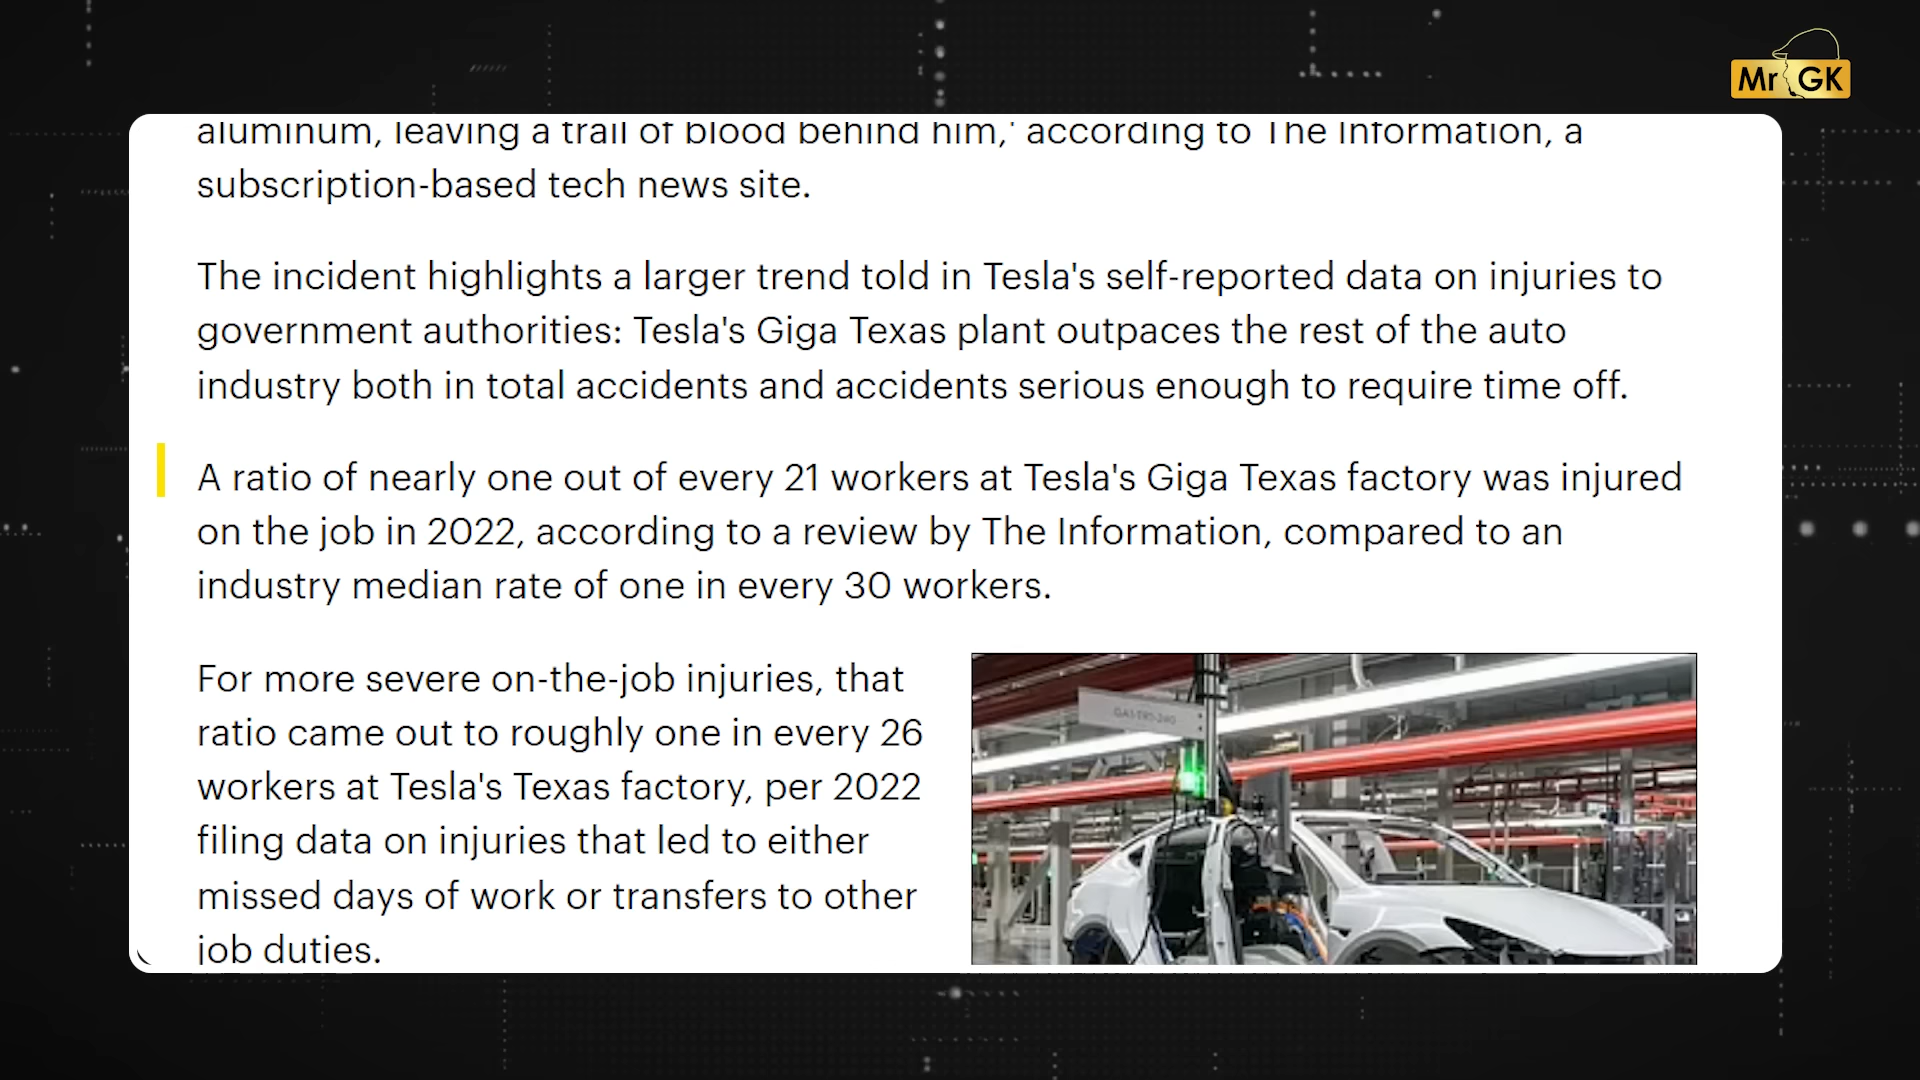 Mr GK
aluminum, leaving a trail of blood behind him,' according to The Information, a
subscription-based tech news site.
The incident highlights a larger trend told in Tesla's self-reported data on injuries to
government authorities: Tesla's Giga Texas plant outpaces the rest of the auto
industry both in total accidents and accidents serious enough to require time off.
A ratio of nearly one out of every 21 workers at Tesla's Giga Texas factory was injured
on the job in 2022, according to a review by The Information, compared to an
industry median rate of one in every 30 workers.
For more severe on-the-job injuries, that
ratio came out to roughly one in every 26
workers at Tesla's Texas factory, per 2022
filing data on injuries that led to either
missed days of work or transfers to other
job duties.